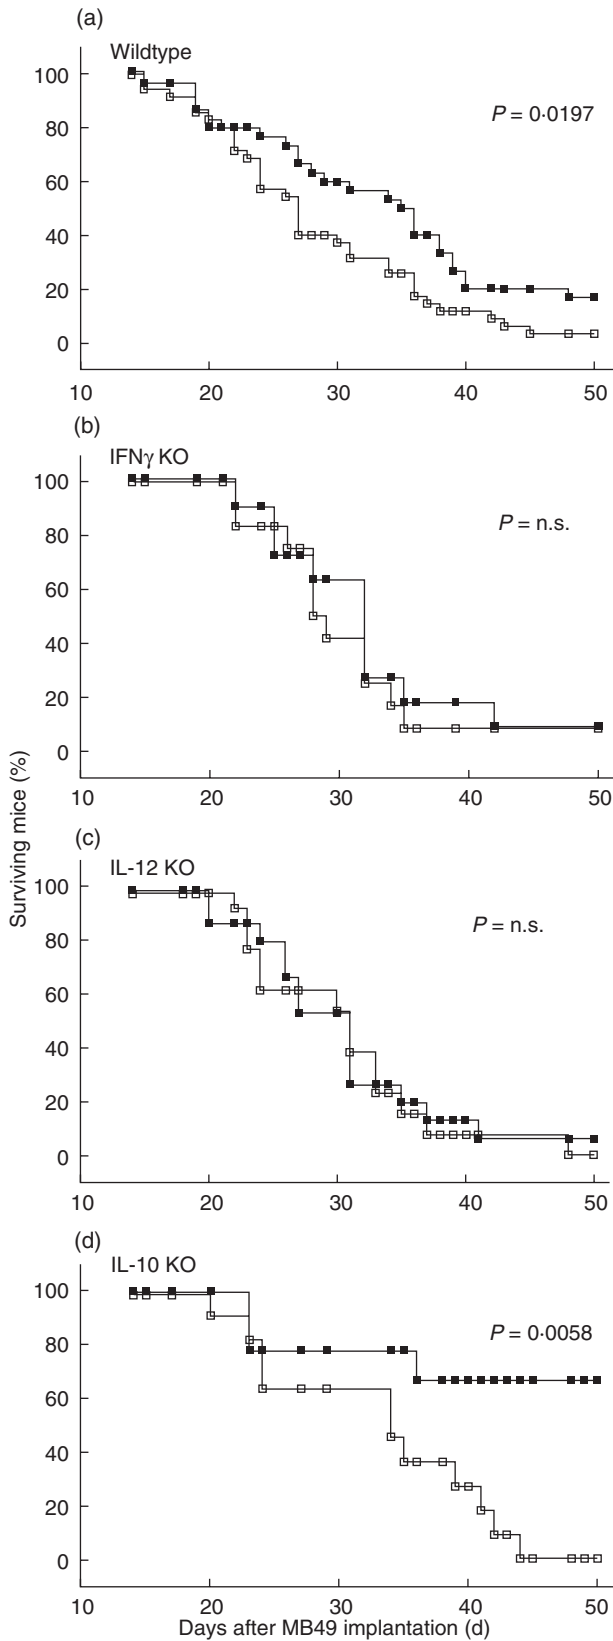 (a)
Wildtype
100
80
60
40
20
0
P = 0·0197
10 20 30 40 50
(b)
IFNγ KO
100
80
60
40
20
0
P = n.s.
10 20 30 40 50
Surviving mice (%)
(c)
IL-12 KO
100
80
60
40
20
0
P = n.s.
10 20 30 40 50
(d)
IL-10 KO
100
80
60
40
20
0
P = 0·0058
10 20 30 40 50
Days after MB49 implantation (d)